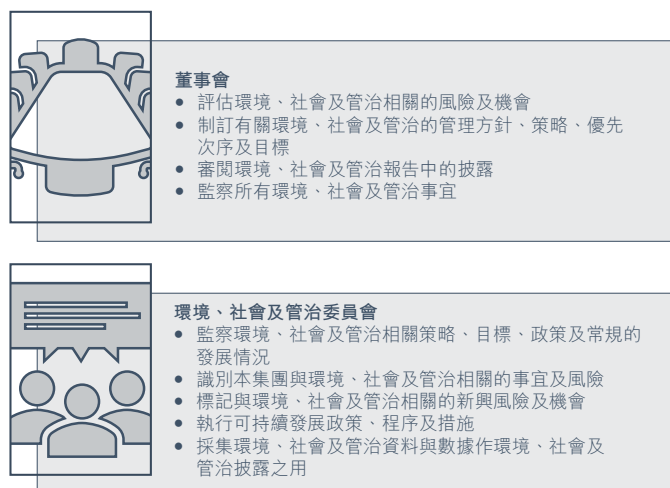 董事會
• 評估環境、社會及管治相關的風險及機會
• 制訂有關環境、社會及管治的管理方針、策略、優先
次序及目標
• 審閱環境、社會及管治報告中的披露
• 監察所有環境、社會及管治事宜
環境、社會及管治委員會
• 監察環境、社會及管治相關策略、目標、政策及常規的
發展情況
• 識別本集團與環境、社會及管治相關的事宜及風險
• 標記與環境、社會及管治相關的新興風險及機會
• 執行可持續發展政策、程序及措施
• 採集環境、社會及管治資料與數據作環境、社會及
管治披露之用